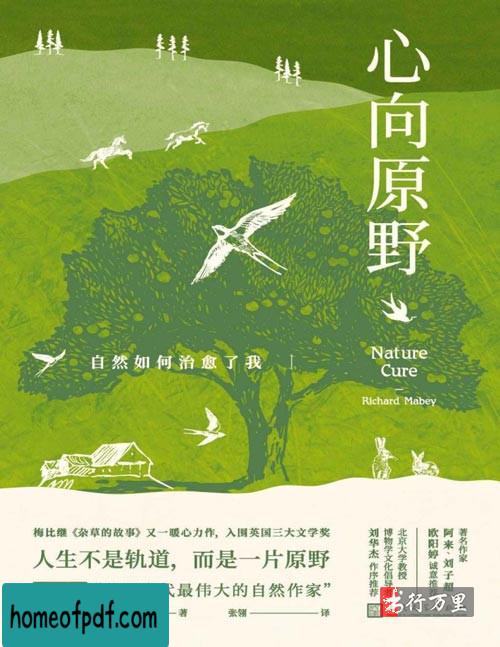 心向原野
Nature
Cure
Richard Mabey
自然如何治愈了我
梅比继《杂草的故事》又一暖心力作，入围英国三大文学奖
人生不是轨道，而是一片原野
代最伟大的自然作家”
著
张翎
译
著名作家
阿来、刘子超
欧阳婷 诚意推荐
北京大学教授
博物学文化倡导者
刘华杰 作序推荐
书行万里
homeofpdf.com